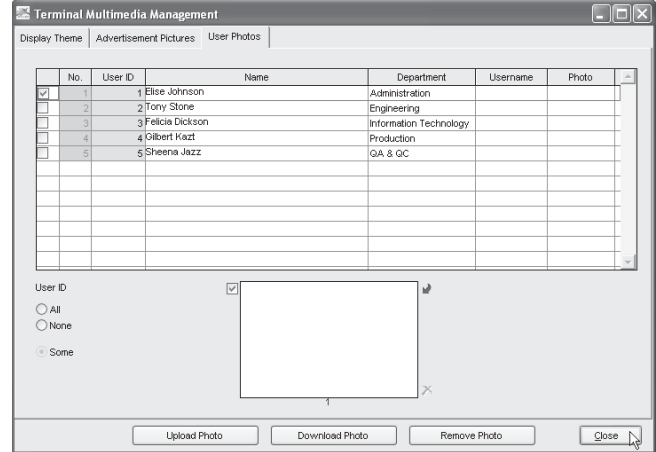 Terminal Multimedia Management
Display Theme Advertisement Pictures User Photos
No. User ID Name Department Username Photo
1 1 Elise Johnson Administration
2 2 Tony Stone Engineering
3 3 Felicia Dickson Information Technology
4 4 Gilbert Kazt Production
5 5 Sheena Jazz QA & QC
User ID
All
None
Some
1
Upload Photo Download Photo Remove Photo Close